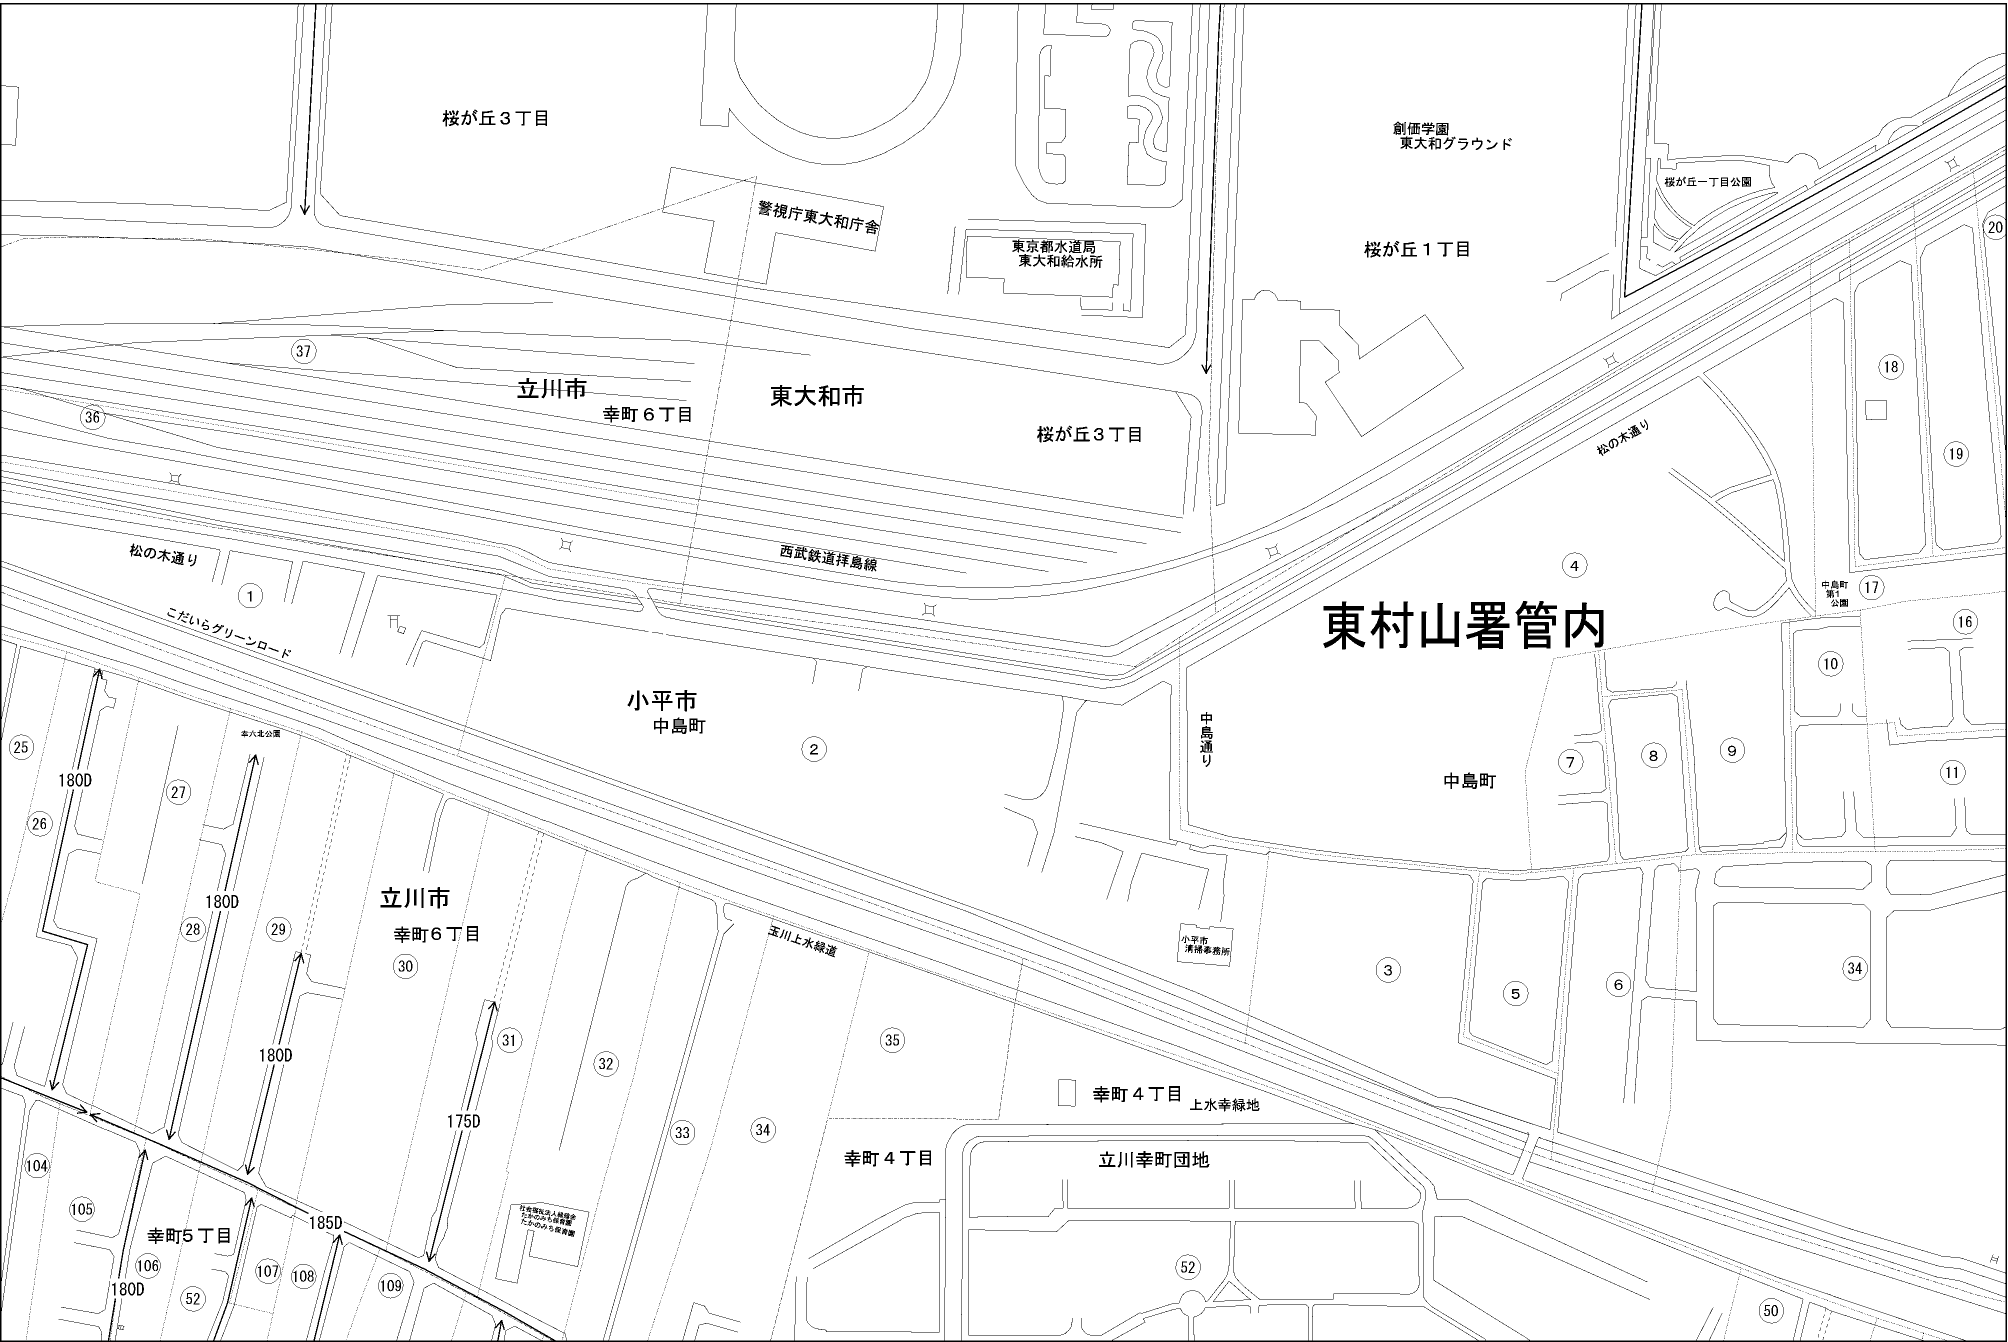 桜が丘３丁目
創価学園
東大和グラウンド
桜が丘一丁目公園
警視庁東大和庁舎
東京都水道局
東大和給水所
桜が丘１丁目
20
37
立川市
幸町６丁目
東大和市
桜が丘３丁目
36
18
19
松の木通り
西武鉄道拝島線
松の木通り
1
こだいらグリーンロード
4
中島町
第1
公園
17
東村山署管内
16
10
小平市
中島町
2
中島通り
中島町
7
8
9
11
25
180D
26
幸六北公園
27
180D
28
29
立川市
幸町６丁目
30
180D
玉川上水緑道
小平市
清掃事務所
3
5
6
34
31
175D
32
33
34
35
幸町４丁目
上水幸緑地
幸町４丁目
立川幸町団地
52
104
105
幸町５丁目
106
180D
52
107
108
185D
109
たかのみち保育園
50